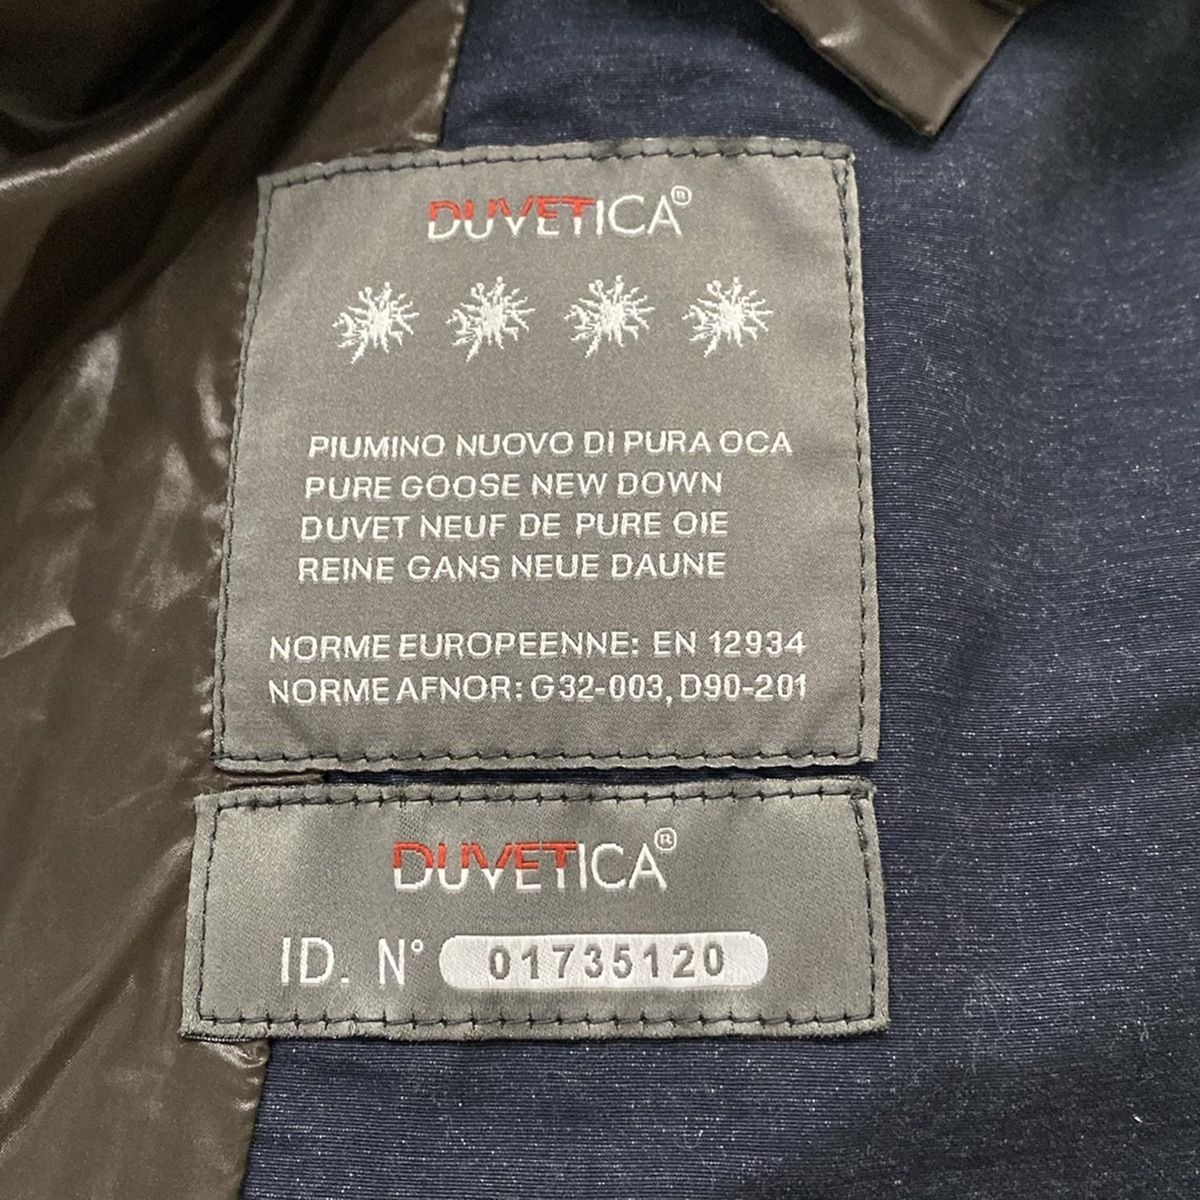 DUVETICA®
PIUMINO NUOVO DI PURA OCA
PURE GOOSE NEW DOWN
DUVET NEUF DE PURE OIE
REINE GANS NEUE DAUNE
NORME EUROPEENNE: EN 12934
NORME AFNOR: G32-003, D90-201
DUVETICA®
ID. N° 01735120